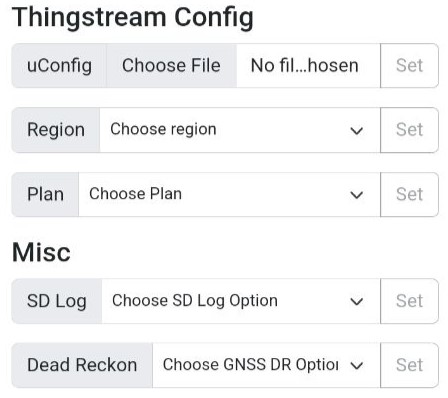 Thingstream Config
uConfig Choose File No fil...hosen Set
Region Choose region Set
Plan Choose Plan Set
Misc
SD Log Choose SD Log Option Set
Dead Reckon Choose GNSS DR Option Set